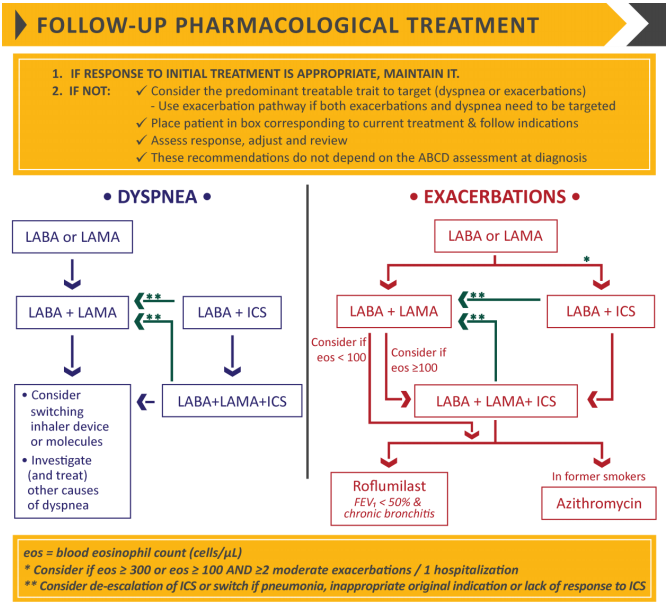 FOLLOW-UP PHARMACOLOGICAL TREATMENT
1. IF RESPONSE TO INITIAL TREATMENT IS APPROPRIATE, MAINTAIN IT.
2. IF NOT: ✓ Consider the predominant treatable trait to target (dyspnea or exacerbations)
- Use exacerbation pathway if both exacerbations and dyspnea need to be targeted
✓ Place patient in box corresponding to current treatment & follow indications
✓ Assess response, adjust and review
✓ These recommendations do not depend on the ABCD assessment at diagnosis
• DYSPNEA •
LABA or LAMA
LABA + LAMA
**
**
LABA + ICS
• Consider
switching
inhaler device
or molecules
• Investigate
(and treat)
other causes
of dyspnea
LABA+LAMA+ICS
• EXACERBATIONS •
LABA or LAMA
*
LABA + LAMA
**
**
LABA + ICS
Consider if
eos < 100
Consider if
eos ≥100
LABA + LAMA+ ICS
Roflumilast
FEV₁ < 50% &
chronic bronchitis
In former smokers
Azithromycin
eos = blood eosinophil count (cells/µL)
* Consider if eos ≥ 300 or eos ≥ 100 AND ≥2 moderate exacerbations / 1 hospitalization
** Consider de-escalation of ICS or switch if pneumonia, inappropriate original indication or lack of response to ICS